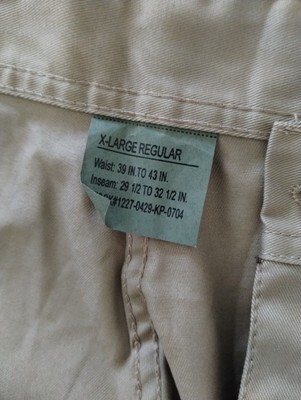 X-LARGE REGULAR
Waist: 39 IN.TO 43 IN.
Inseam: 29 1/2 TO 32 1/2 IN.
#1227-0429-KP-0704